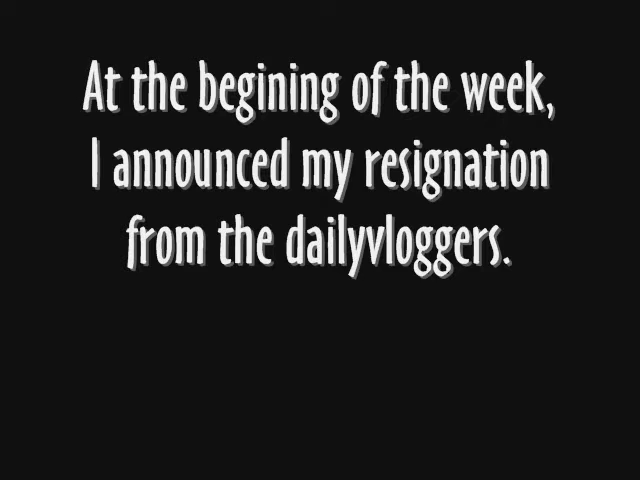 At the begining of the week,
I announced my resignation
from the dailyvloggers.